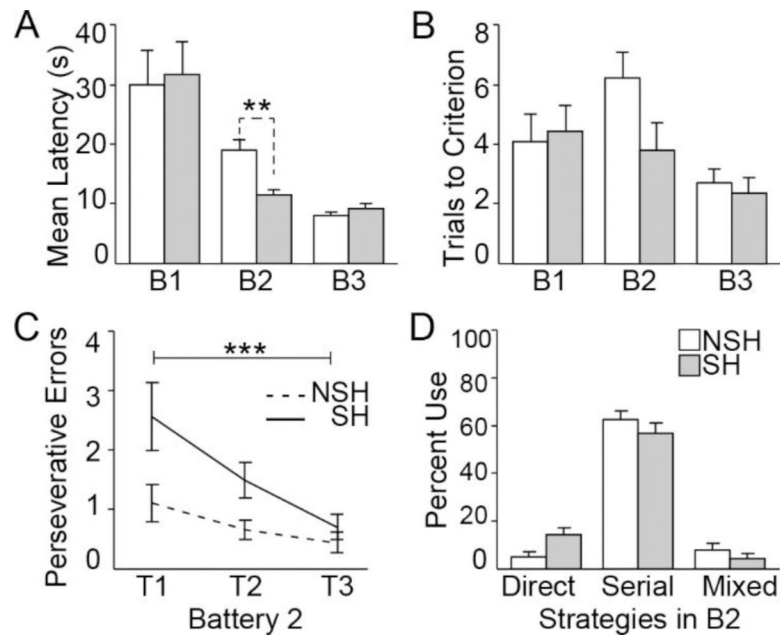 A
Mean Latency (s)
40
30
20
10
0
**
B1 B2 B3
B
Trials to Criterion
8
6
4
2
0
B1 B2 B3
C
Perseverative Errors
4
3
2
1
0
***
NSH
SH
T1 T2 T3
Battery 2
D
Percent Use
100
80
60
40
20
0
NSH
SH
Direct Serial Mixed
Strategies in B2